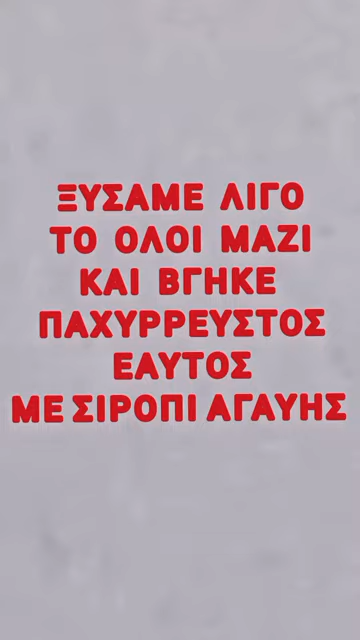 ΞΥΣΑΜΕ ΛΙΓΟ
ΤΟ ΟΛΟΙ ΜΑΖΙ
ΚΑΙ ΒΓΗΚΕ
ΠΑΧΥΡΡΕΥΣΤΟΣ
ΕΑΥΤΟΣ
ΜΕ ΣΙΡΟΠΙ ΑΓΑΥΗΣ